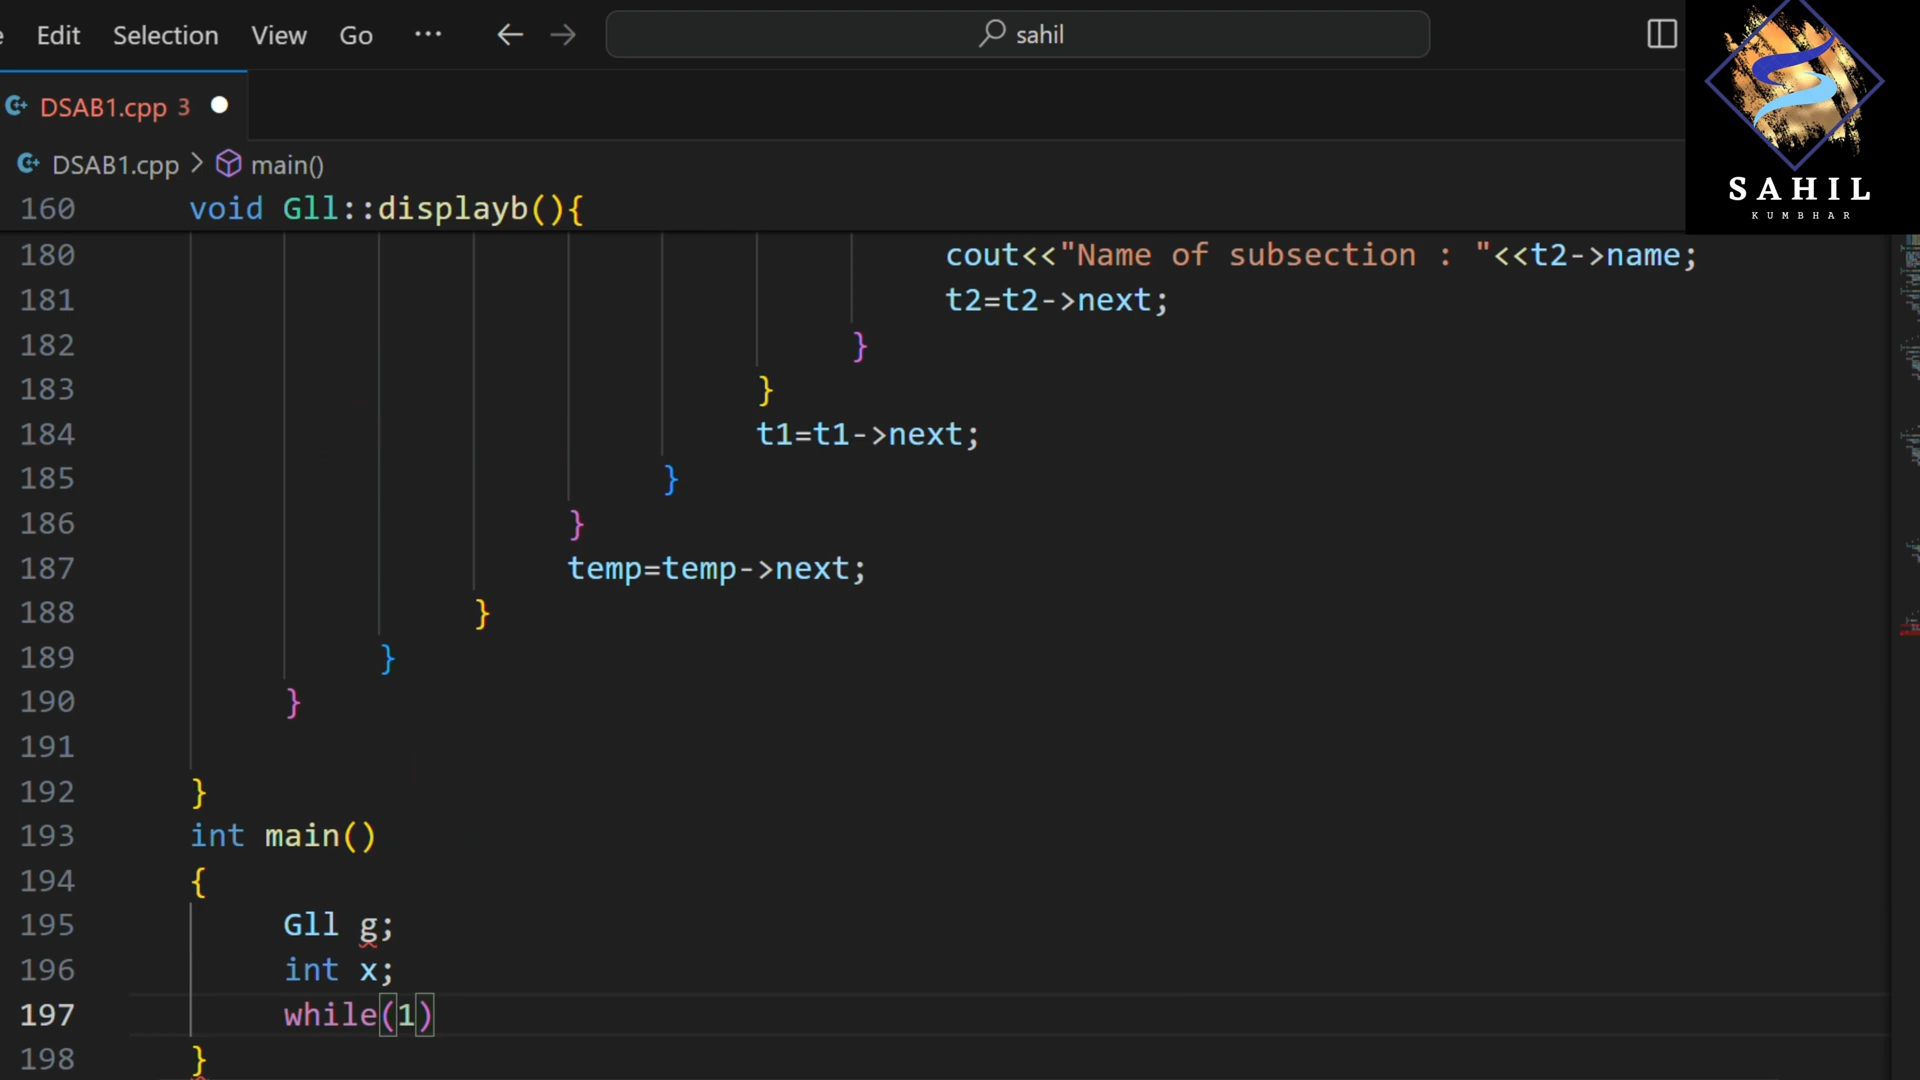 Edit Selection View Go ··· sahil
DSAB1.cpp 3
DSAB1.cpp > main()
SAHIL
KUMBHAR
160 void Gll::displayb(){
180 cout<<"Name of subsection : "<<t2->name;
181 t2=t2->next;
182 }
183 }
184 t1=t1->next;
185 }
186 }
187 temp=temp->next;
188 }
189 }
190 }
191
192 }
193 int main()
194 {
195 Gll g;
196 int x;
197 while(1)
198 }